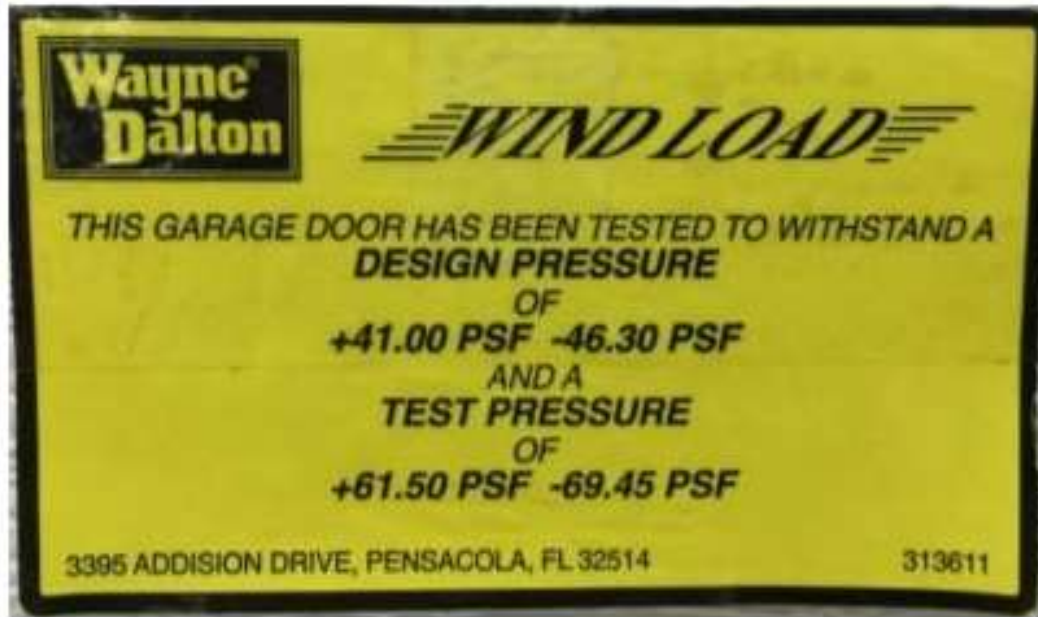 Wayne
Dalton
WIND LOAD
THIS GARAGE DOOR HAS BEEN TESTED TO WITHSTAND A
DESIGN PRESSURE
OF
+41.00 PSF -46.30 PSF
AND A
TEST PRESSURE
OF
+61.50 PSF -69.45 PSF
3395 ADDISION DRIVE, PENSACOLA, FL 32514 313611